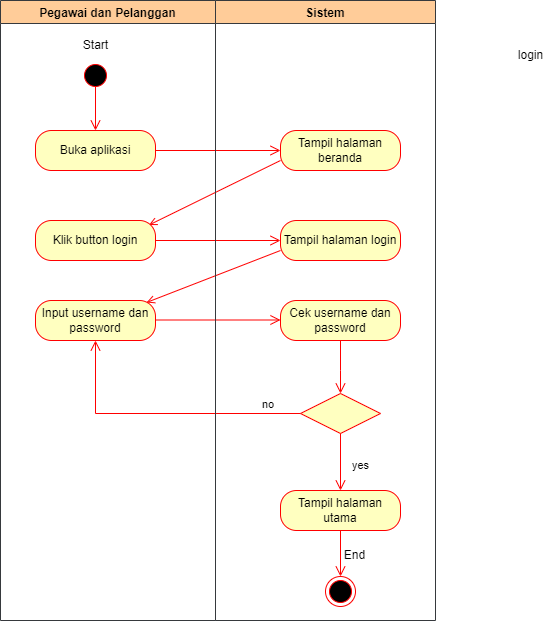 Pegawai dan Pelanggan
Sistem
Start
login
Buka aplikasi
Tampil halaman
beranda
Klik button login
Tampil halaman login
Input username dan
password
Cek username dan
password
no
yes
Tampil halaman
utama
End